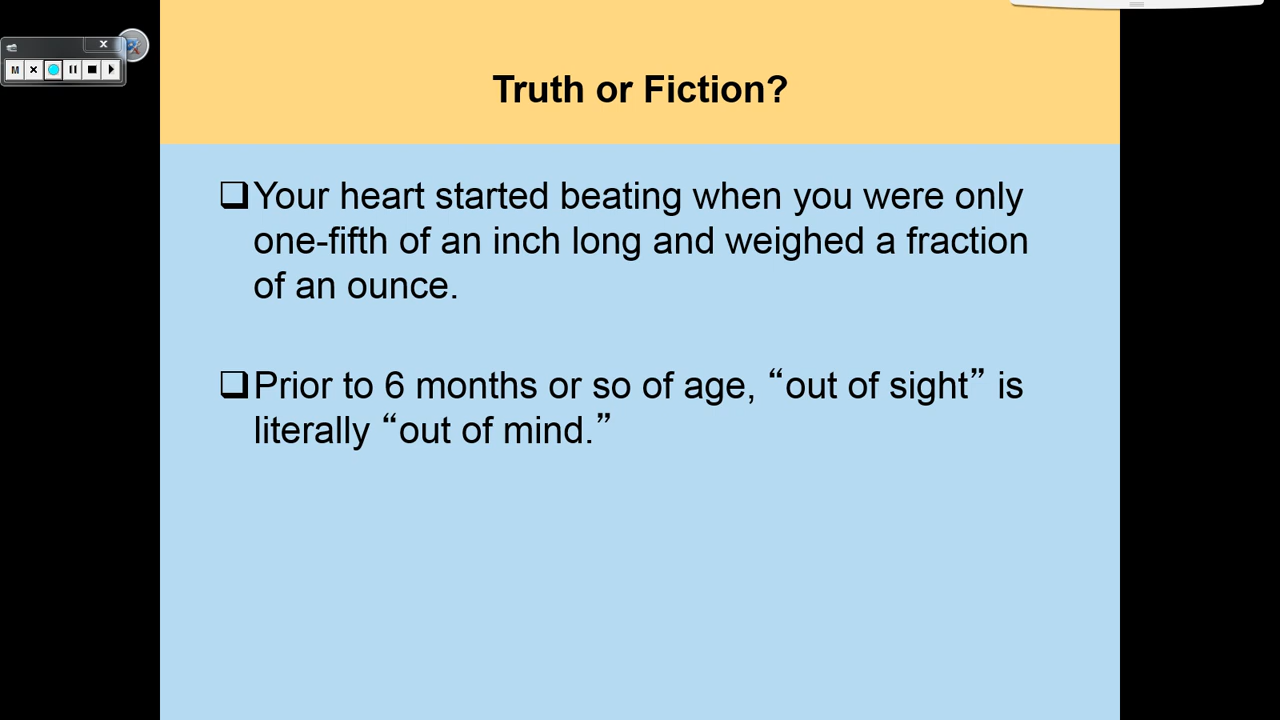 Truth or Fiction?
❑Your heart started beating when you were only
one-fifth of an inch long and weighed a fraction
of an ounce.
❑Prior to 6 months or so of age, “out of sight” is
literally “out of mind.”
M